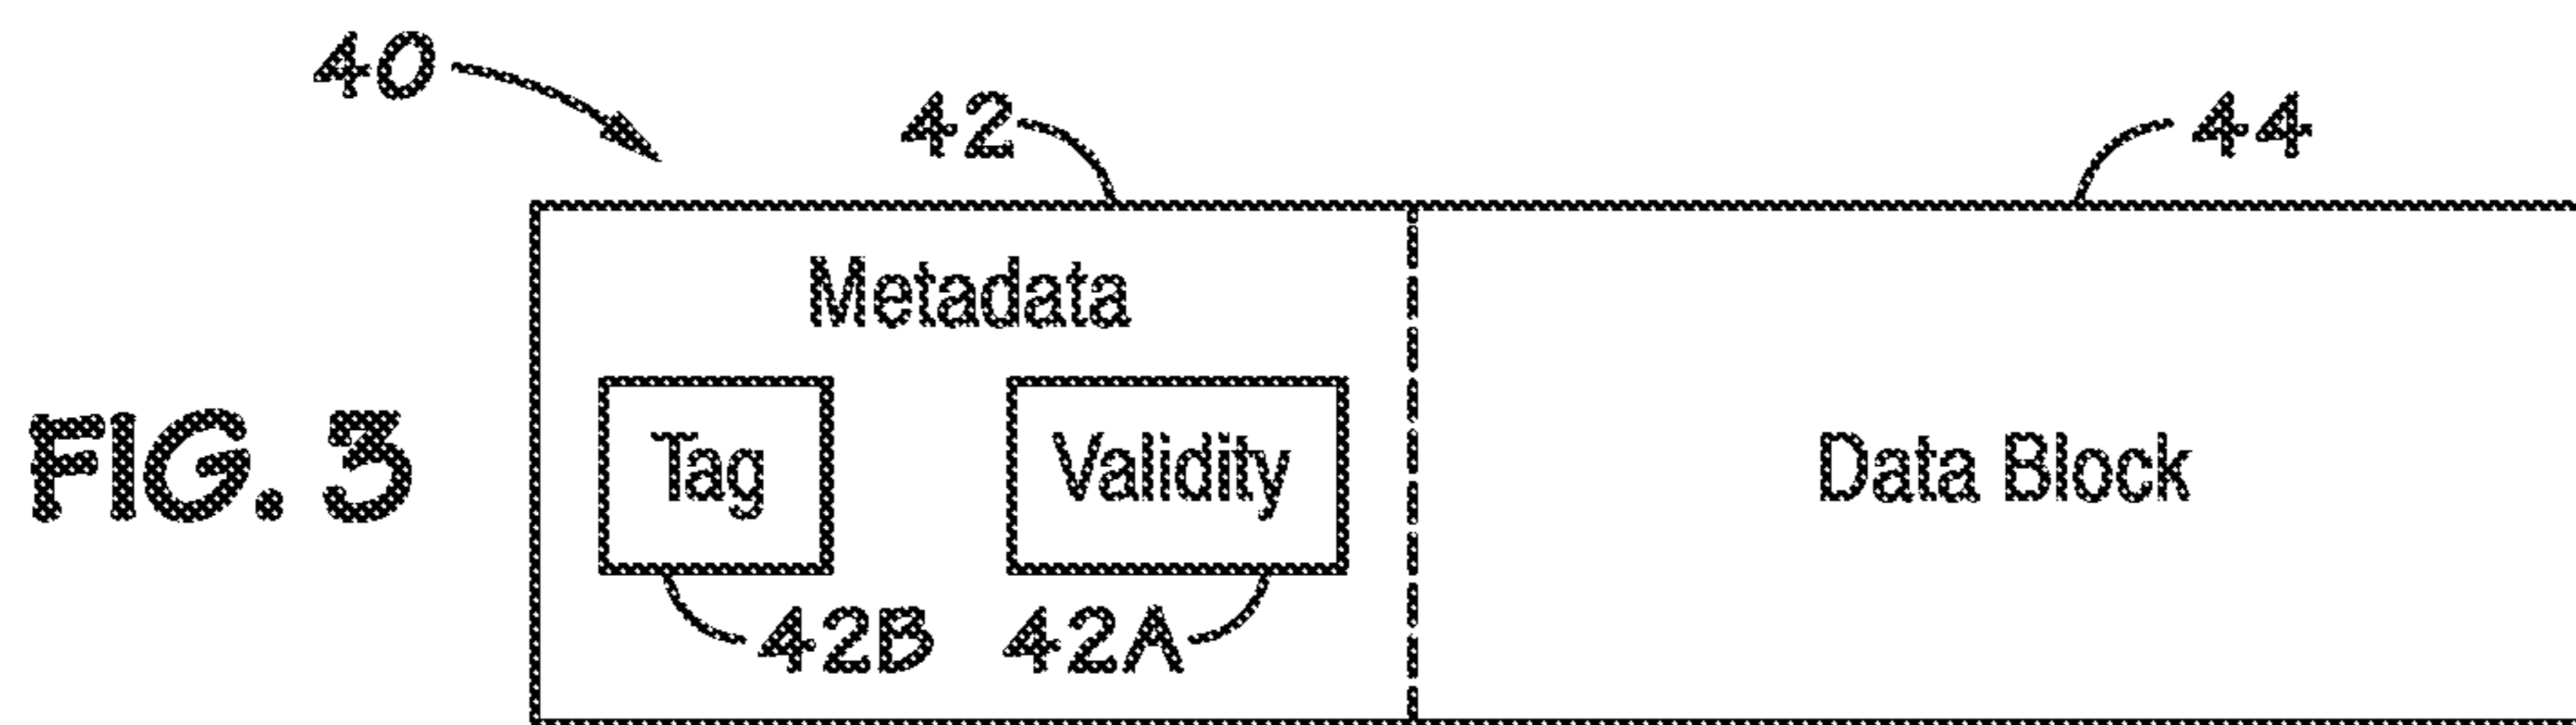 40
42
44
Metadata
FIG. 3
Tag
Validity
Data Block
42B
42A